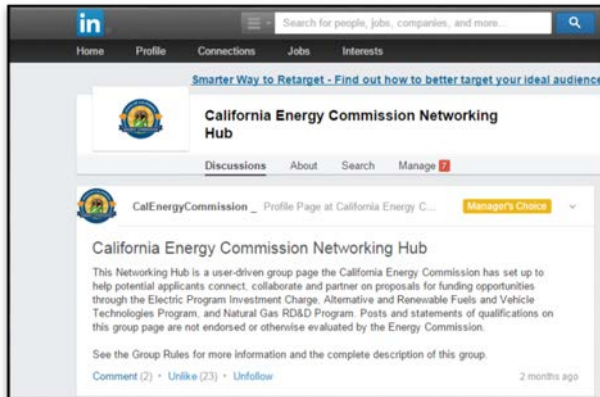 in
Search for people, jobs, companies, and more...
Home Profile Connections Jobs Interests
Smarter Way to Retarget - Find out how to better target your ideal audience
California Energy Commission Networking
Hub
Discussions About Search Manage 7
CalEnergyCommission _ Profile Page at California Energy C... Manager's Choice
California Energy Commission Networking Hub
This Networking Hub is a user-driven group page the California Energy Commission has set up to
help potential applicants connect, collaborate and partner on proposals for funding opportunities
through the Electric Program Investment Charge, Alternative and Renewable Fuels and Vehicle
Technologies Program, and Natural Gas RD&D Program. Posts and statements of qualifications on
this group page are not endorsed or otherwise evaluated by the Energy Commission.
See the Group Rules for more information and the complete description of this group.
Comment (2) • Unlike (23) • Unfollow 2 months ago